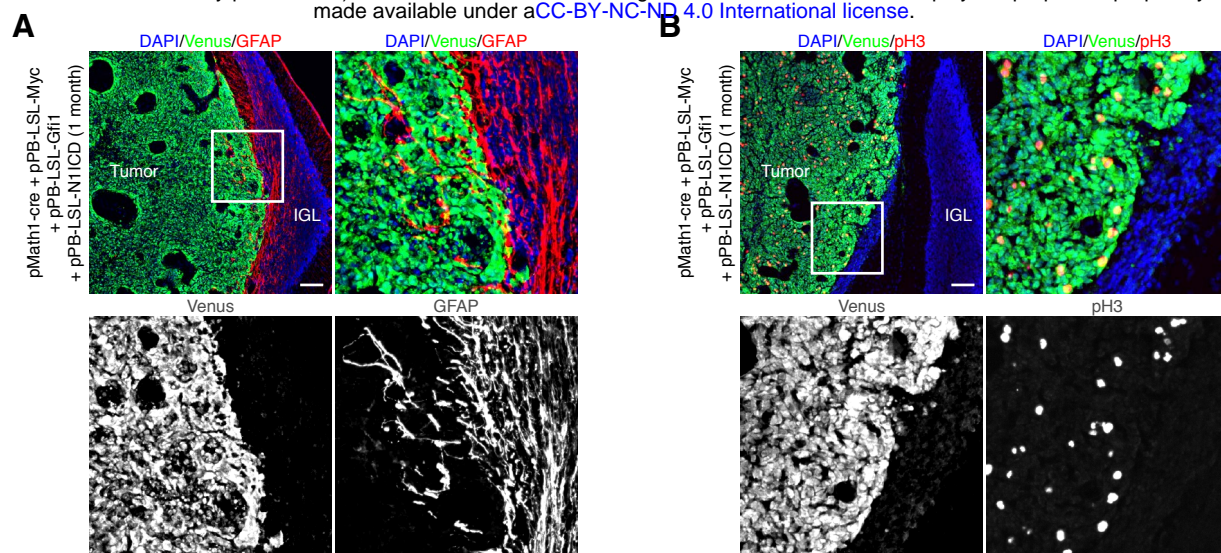 made available under aCC-BY-NC-ND 4.0 International license.
A
DAPI/Venus/GFAP
DAPI/Venus/GFAP
pMath1-cre + pPB-LSL-Myc
+ pPB-LSL-Gfi1
+ pPB-LSL-N1ICD (1 month)
Tumor
IGL
Venus
GFAP
B
DAPI/Venus/pH3
DAPI/Venus/pH3
pMath1-cre + pPB-LSL-Myc
+ pPB-LSL-Gfi1
+ pPB-LSL-N1ICD (1 month)
Tumor
IGL
Venus
pH3